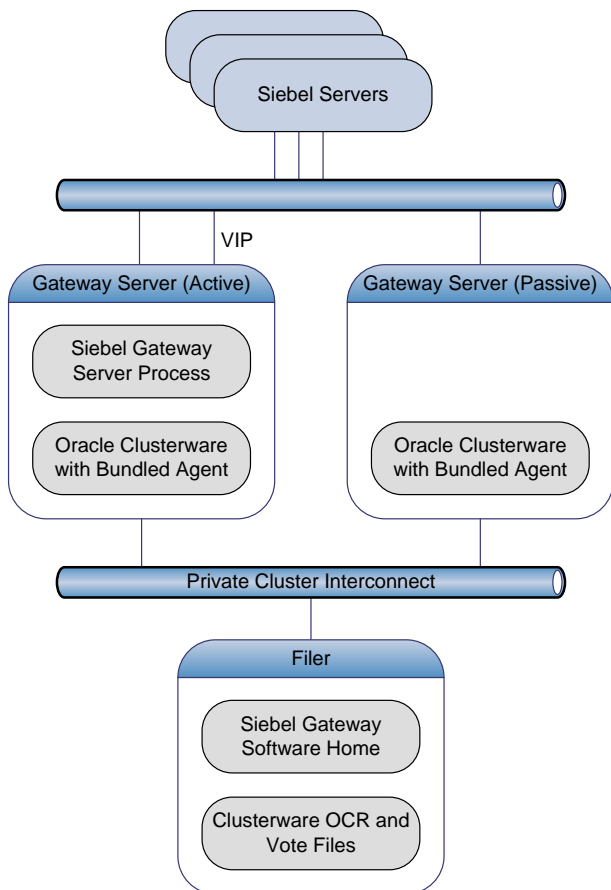 Siebel Servers
VIP
Gateway Server (Active)
Gateway Server (Passive)
Siebel Gateway
Server Process
Oracle Clusterware
with Bundled Agent
Oracle Clusterware
with Bundled Agent
Private Cluster Interconnect
Filer
Siebel Gateway
Software Home
Clusterware OCR and
Vote Files